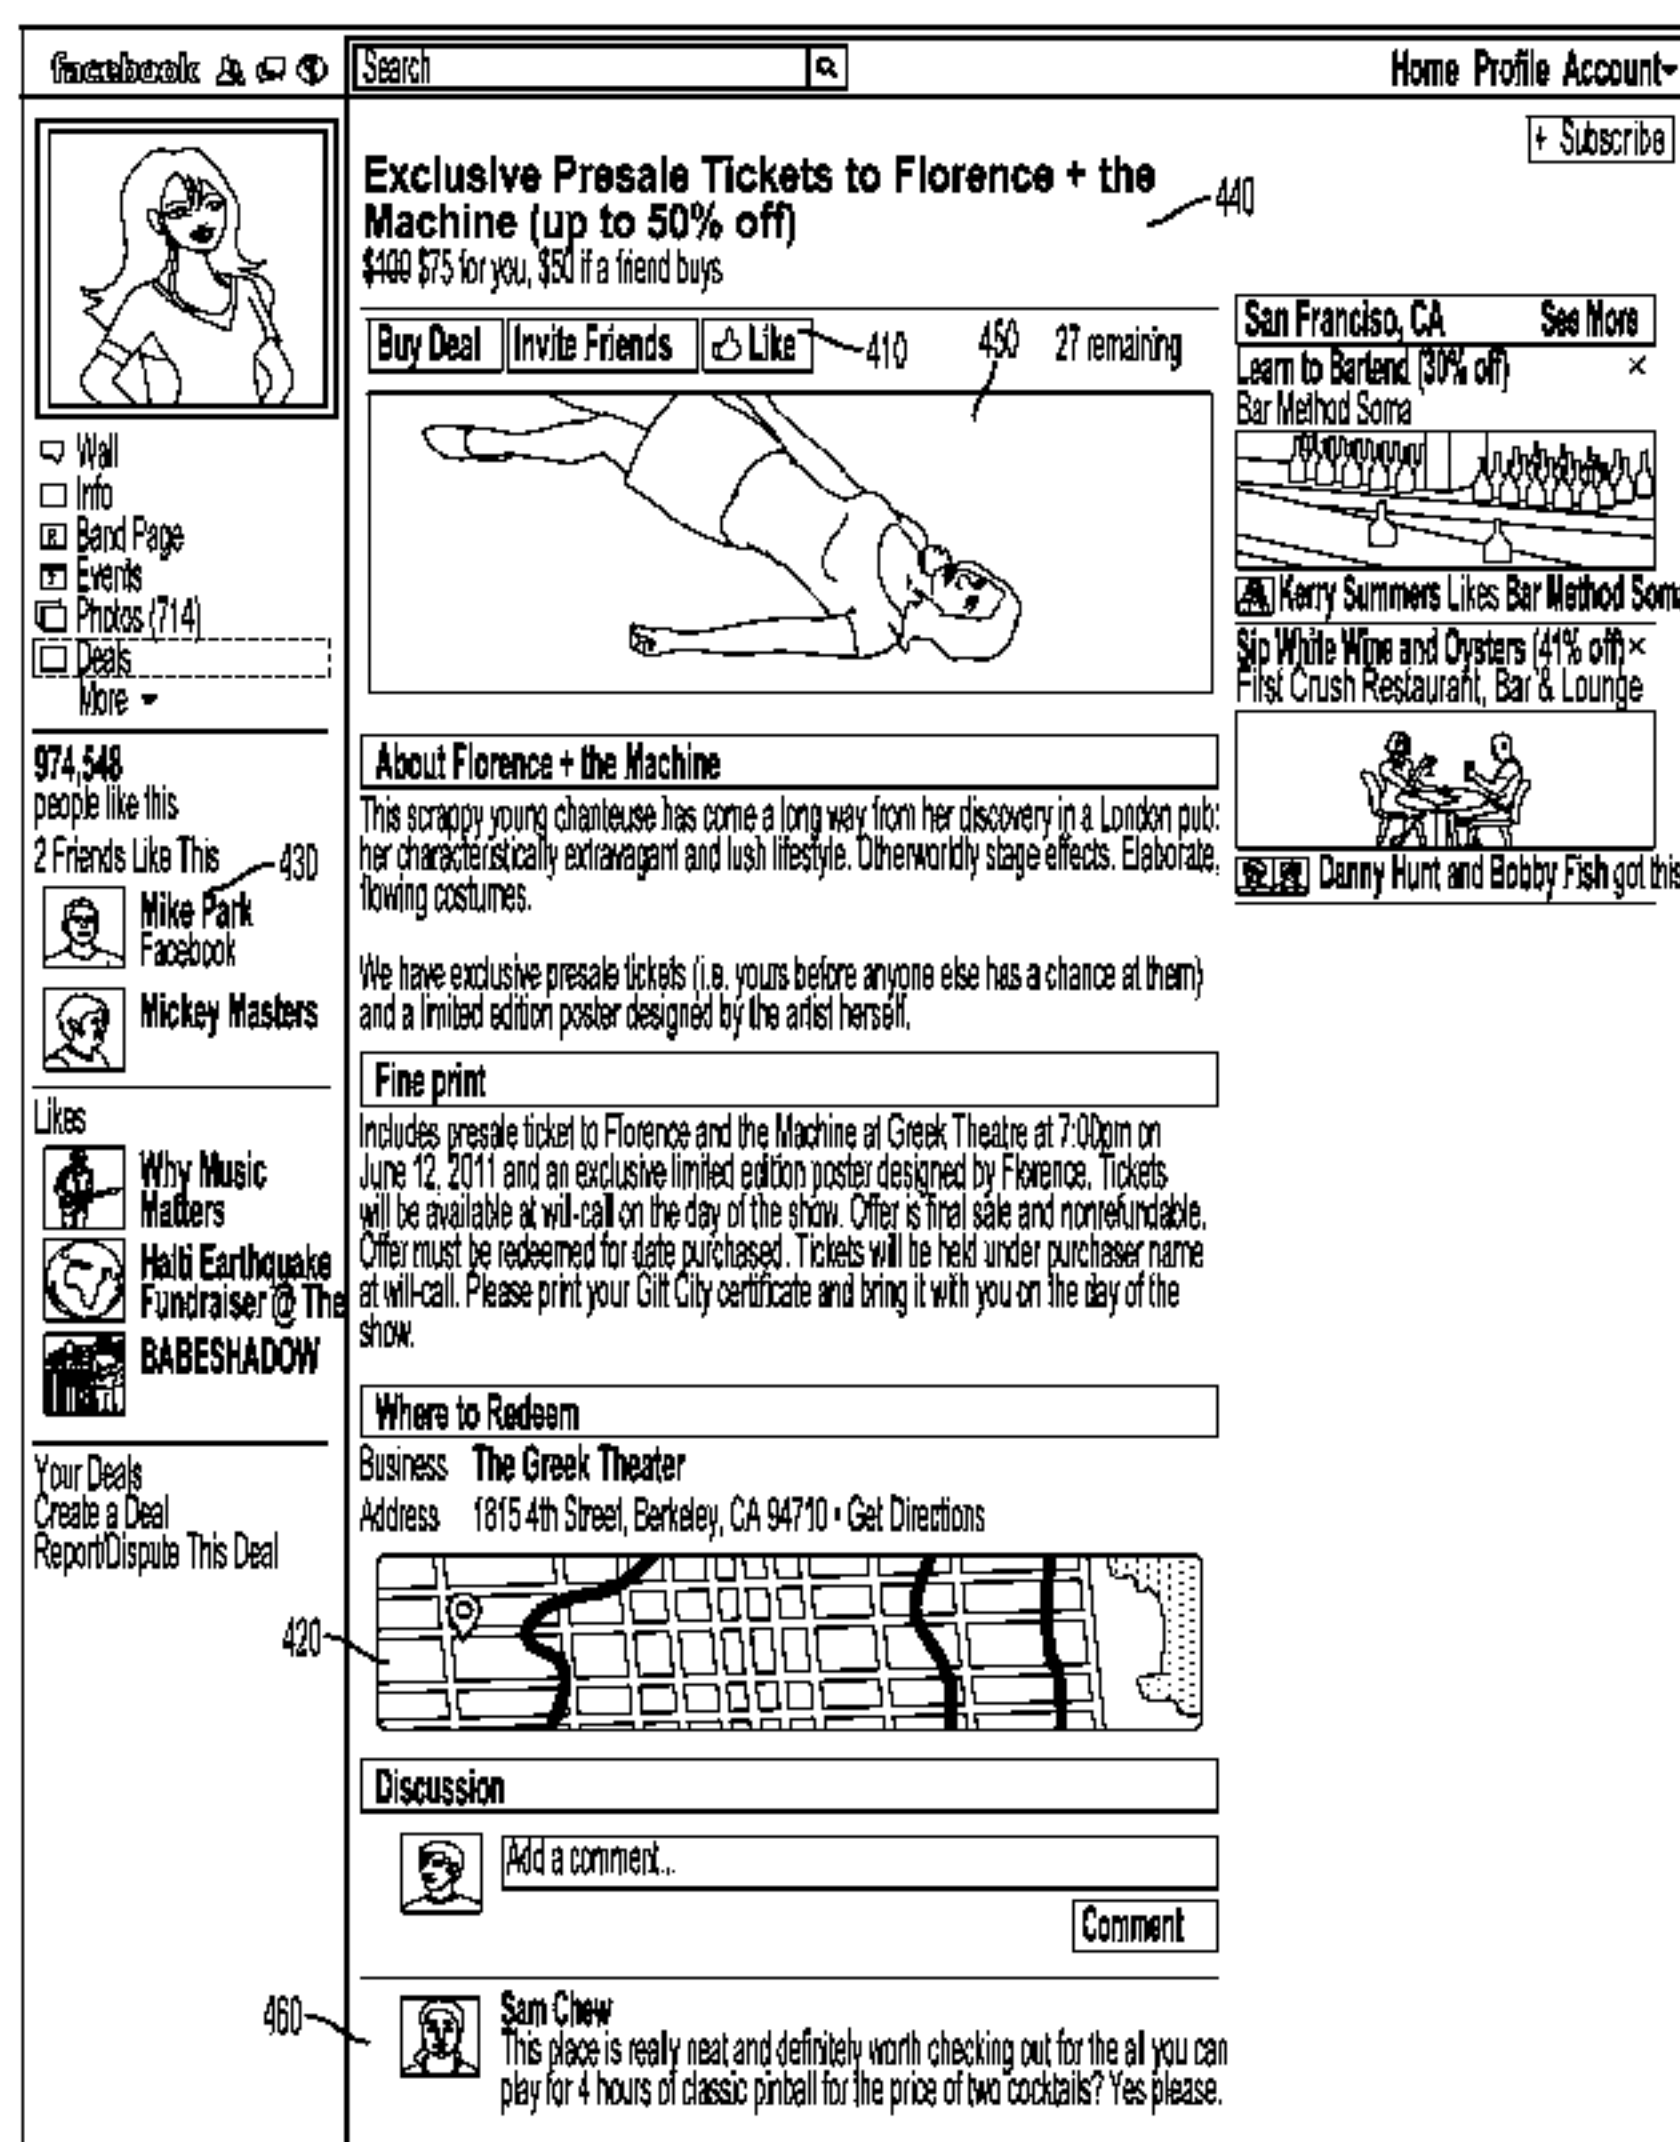 facebook
Search
Home Profile Account
+ Subscribe
Exclusive Presale Tickets to Florence + the
Machine (up to 50% off)
440
$100 $75 for you, $50 if a friend buys
Buy Deal
Invite Friends
Like
410
450
27 remaining
Wall
Info
Band Page
Events
Photos (714)
Deals
More
974,548
people like this
2 Friends Like This
430
Mike Park
Facebook
Mickey Masters
Likes
Why Music
Matters
Haiti Earthquake
Fundraiser @ The
BABESHADOW
Your Deals
Create a Deal
Report/Dispute This Deal
About Florence + the Machine
This scrappy young chanteuse has come a long way from her discovery in a London pub:
her characteristically extravagant and lush lifestyle. Otherworldly stage effects. Elaborate,
flowing costumes.
We have exclusive presale tickets (i.e. yours before anyone else has a chance at them)
and a limited edition poster designed by the artist herself.
Fine print
Includes presale ticket to Florence and the Machine at Greek Theatre at 7:00pm on
June 12, 2011 and an exclusive limited edition poster designed by Florence. Tickets
will be available at will-call on the day of the show. Offer is final sale and nonrefundable.
Offer must be redeemed for date purchased. Tickets will be held under purchaser name
at will-call. Please print your Gilt City certificate and bring it with you on the day of the
show.
Where to Redeem
Business The Greek Theater
Address 1815 4th Street, Berkeley, CA 94710 • Get Directions
420
Discussion
Add a comment...
Comment
460
Sam Chew
This place is really neat and definitely worth checking out for the all you can
play for 4 hours of classic pinball for the price of two cocktails? Yes please.
San Franciso, CA See More
Learn to Bartend (30% off) ×
Bar Method Soma
Kerry Summers Likes Bar Method Soma
Sip White Wine and Oysters (41% off) ×
First Crush Restaurant, Bar & Lounge
Danny Hunt and Bobby Fish got this